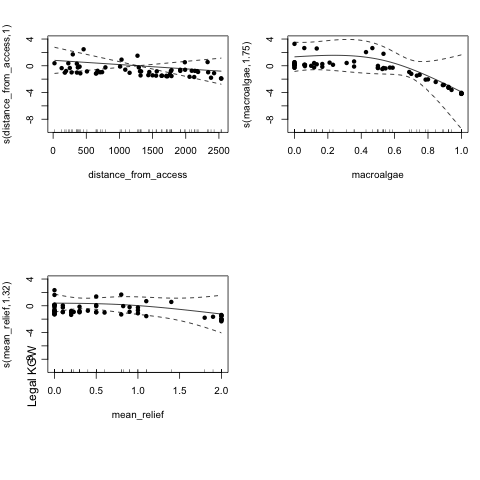 s(distance_from_access,1)
4
0
-4
-8
0 500 1000 1500 2000 2500
distance_from_access
s(macroalgae,1.75)
4
0
-4
-8
0.0 0.2 0.4 0.6 0.8 1.0
macroalgae
s(mean_relief,1.32)
4
0
-4
Legal KGW
0.0 0.5 1.0 1.5 2.0
mean_relief